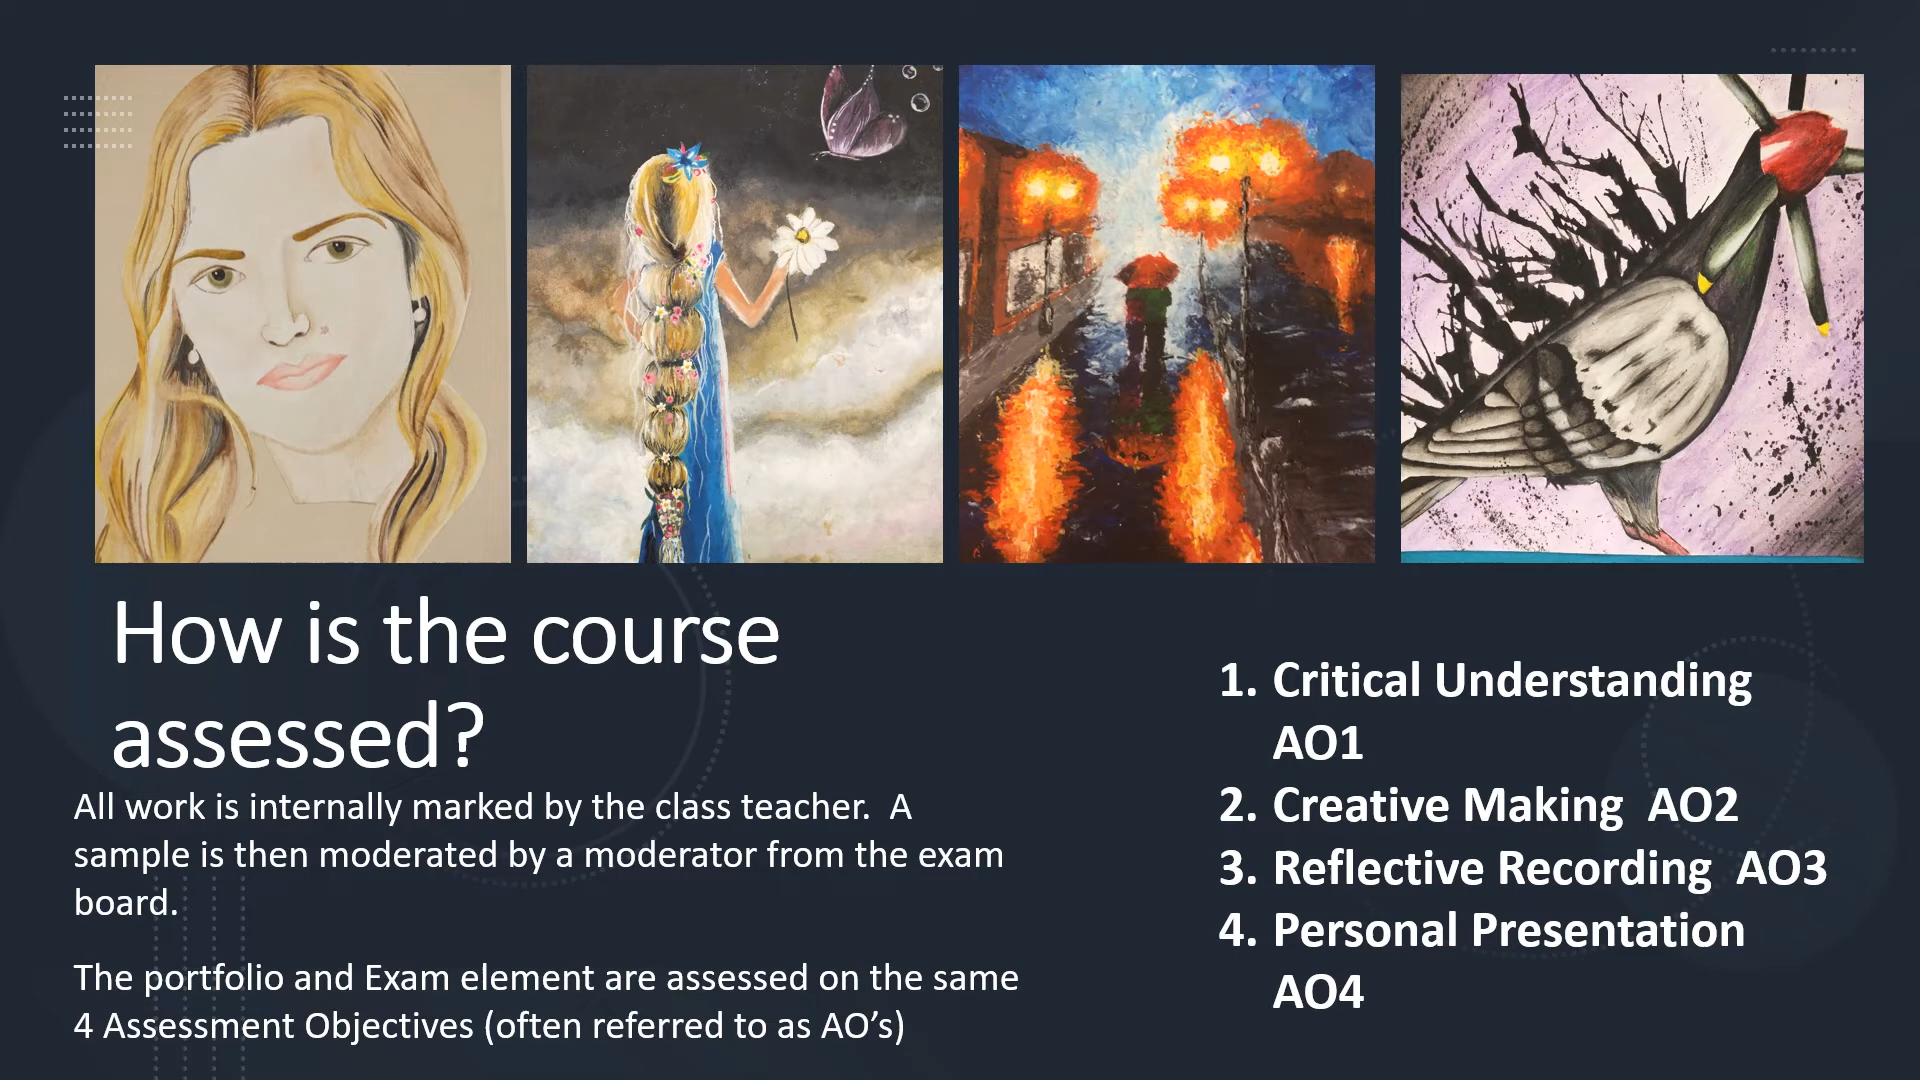 How is the course
assessed?
All work is internally marked by the class teacher.  A
sample is then moderated by a moderator from the exam
board.
The portfolio and Exam element are assessed on the same
4 Assessment Objectives (often referred to as AO’s)
1. Critical Understanding
AO1
2. Creative Making  AO2
3. Reflective Recording  AO3
4. Personal Presentation
AO4